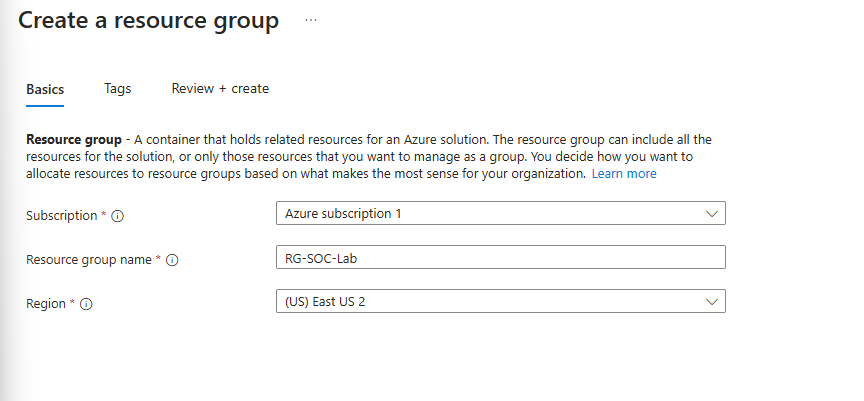 Create a resource group ...
Basics Tags Review + create
Resource group - A container that holds related resources for an Azure solution. The resource group can include all the
resources for the solution, or only those resources that you want to manage as a group. You decide how you want to
allocate resources to resource groups based on what makes the most sense for your organization. Learn more
Subscription * Azure subscription 1
Resource group name * RG-SOC-Lab
Region * (US) East US 2